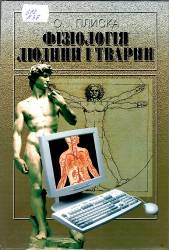 О. ПЛИСКА
ФІЗІОЛОГІЯ
ЛЮДИНИ І ТВАРИН